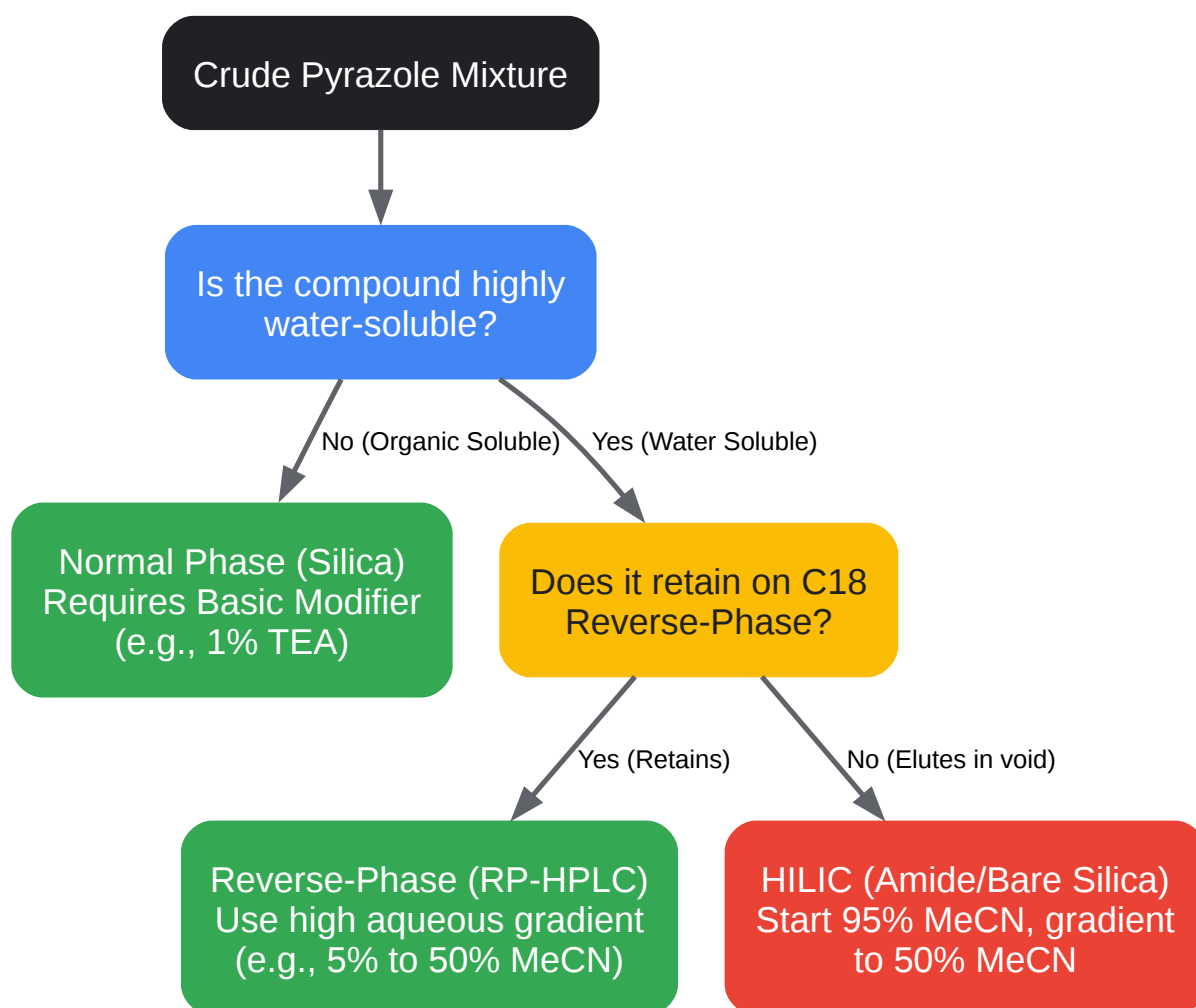 Crude Pyrazole Mixture
Is the compound highly
water-soluble?
No (Organic Soluble)
Yes (Water Soluble)
Normal Phase (Silica)
Requires Basic Modifier
(e.g., 1% TEA)
Does it retain on C18
Reverse-Phase?
Yes (Retains)
No (Elutes in void)
Reverse-Phase (RP-HPLC)
Use high aqueous gradient
(e.g., 5% to 50% MeCN)
HILIC (Amide/Bare Silica)
Start 95% MeCN, gradient
to 50% MeCN